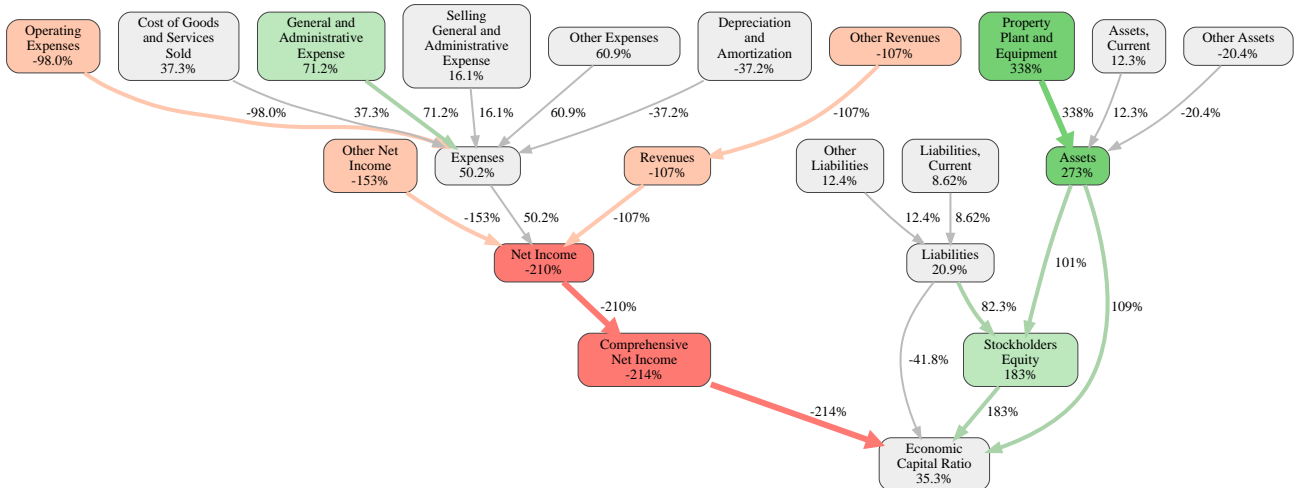 Operating
Expenses
-98.0%
Cost of Goods
and Services
Sold
37.3%
General and
Administrative
Expense
71.2%
Selling
General and
Administrative
Expense
16.1%
Other Expenses
60.9%
Depreciation
and
Amortization
-37.2%
Other Revenues
-107%
Property
Plant and
Equipment
338%
Assets,
Current
12.3%
Other Assets
-20.4%
-98.0%
37.3%
71.2%
16.1%
60.9%
-37.2%
-107%
338%
12.3%
-20.4%
Other Net
Income
-153%
Expenses
50.2%
Revenues
-107%
Other
Liabilities
12.4%
Liabilities,
Current
8.62%
Assets
273%
-153%
50.2%
-107%
12.4%
8.62%
Net Income
-210%
Liabilities
20.9%
101%
-210%
82.3%
109%
Comprehensive
Net Income
-214%
-41.8%
Stockholders
Equity
183%
-214%
183%
Economic
Capital Ratio
35.3%